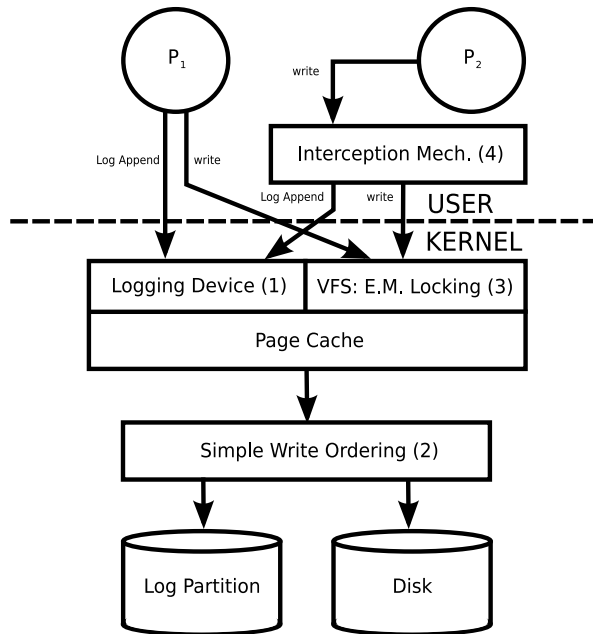 P1
P2
write
Interception Mech. (4)
Log Append
write
Log Append
write
USER
KERNEL
Logging Device (1)
VFS: E.M. Locking (3)
Page Cache
Simple Write Ordering (2)
Log Partition
Disk